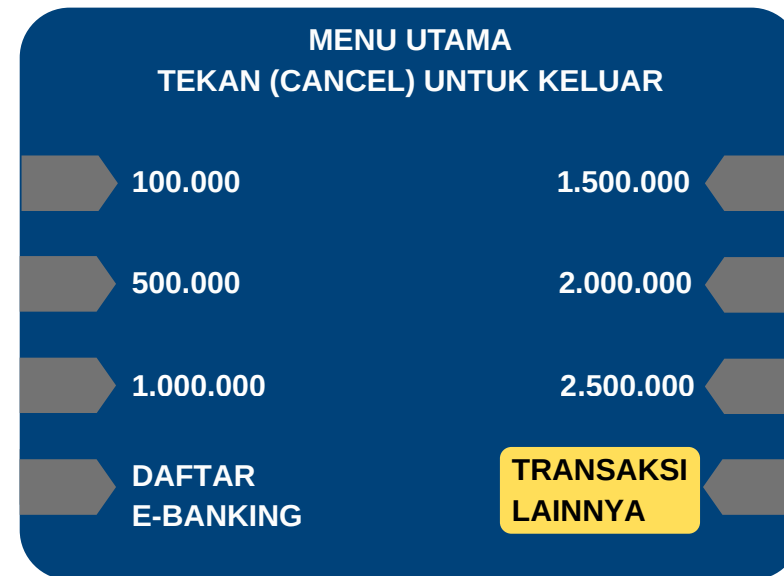 MENU UTAMA
TEKAN (CANCEL) UNTUK KELUAR
100.000
1.500.000
500.000
2.000.000
1.000.000
2.500.000
DAFTAR
E-BANKING
TRANSAKSI
LAINNYA